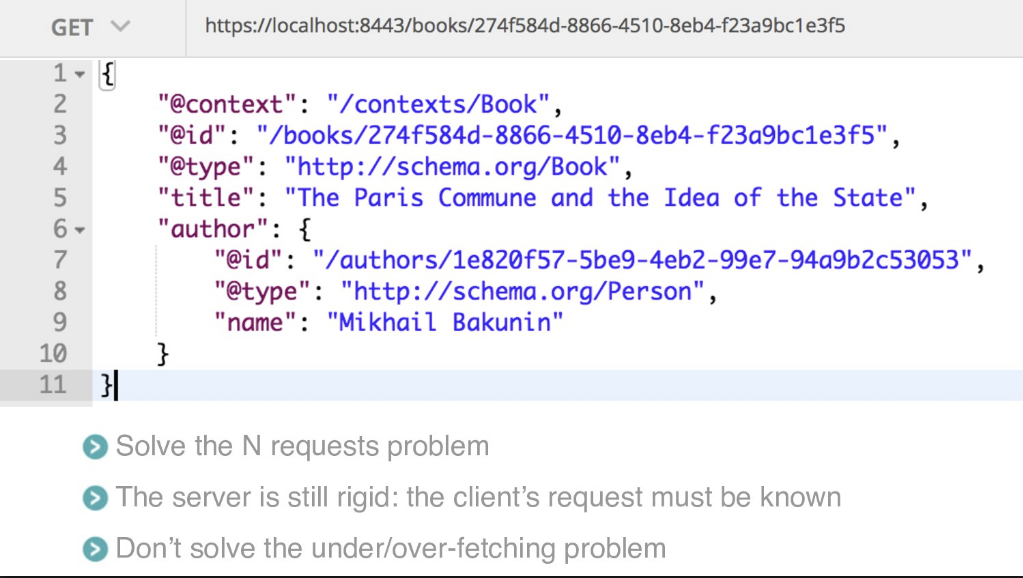 GET https://localhost:8443/books/274f584d-8866-4510-8eb4-f23a9bc1e3f5
1 {
2 "@context": "/contexts/Book",
3 "@id": "/books/274f584d-8866-4510-8eb4-f23a9bc1e3f5",
4 "@type": "http://schema.org/Book",
5 "title": "The Paris Commune and the Idea of the State",
6 "author": {
7 "@id": "/authors/1e820f57-5be9-4eb2-99e7-94a9b2c53053",
8 "@type": "http://schema.org/Person",
9 "name": "Mikhail Bakunin"
10 }
11 }
Solve the N requests problem
The server is still rigid: the client’s request must be known
Don’t solve the under/over-fetching problem